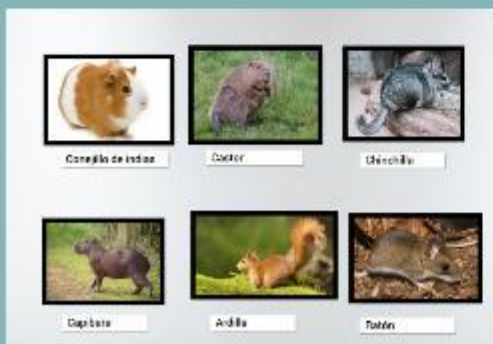 Conejillo de indias
Castor
Chinchilla
Capibara
Ardilla
Ratón